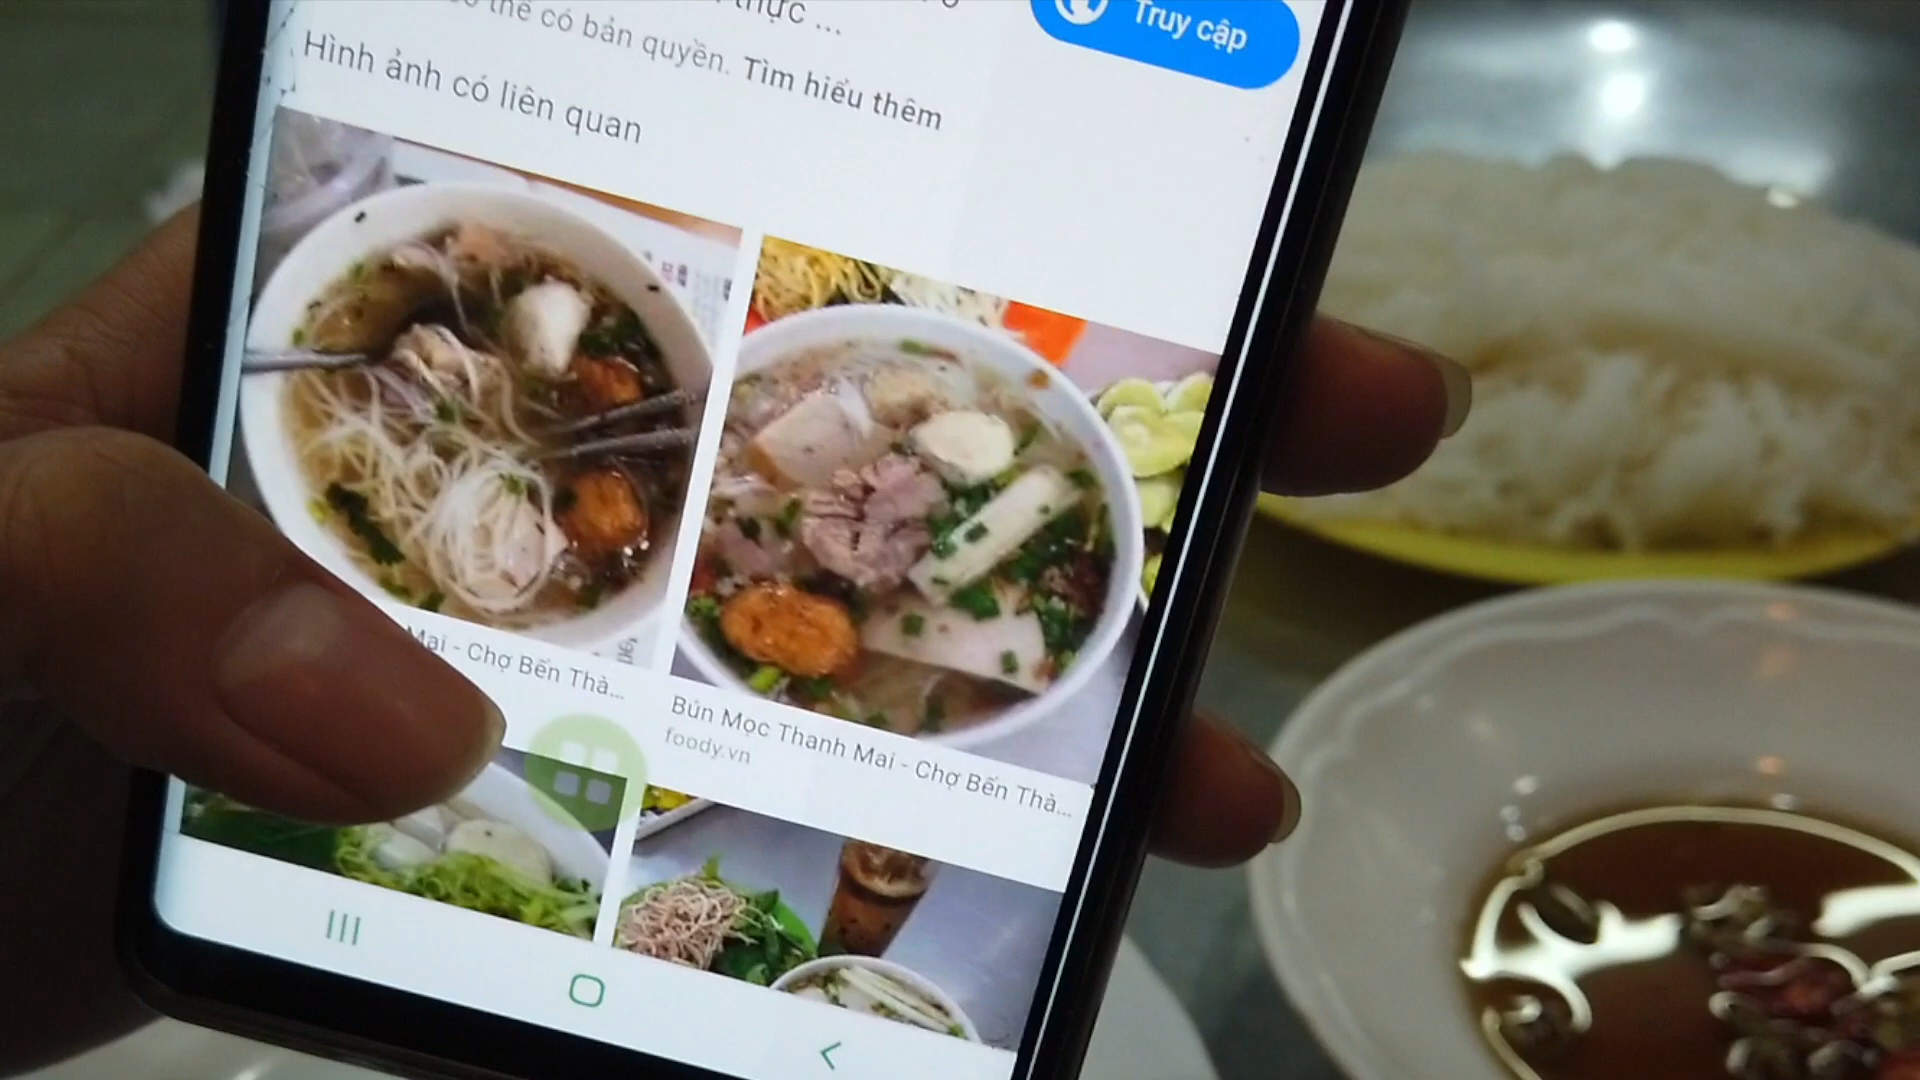 thực ...
thể có bản quyền. Tìm hiểu thêm
Truy cập
Hình ảnh có liên quan
Mai - Chợ Bến Thà...
Bún Mọc Thanh Mai - Chợ Bến Thà...
foody.vn